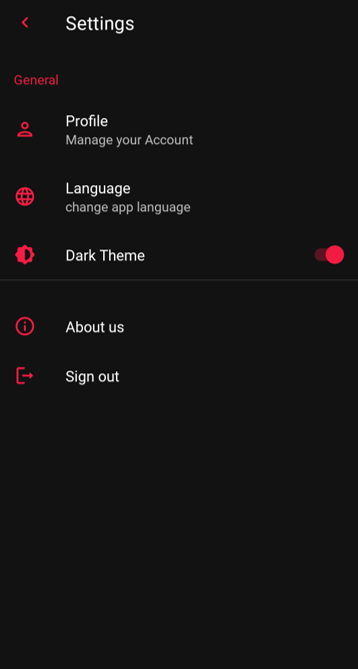 Settings
General
Profile
Manage your Account
Language
change app language
Dark Theme
About us
Sign out